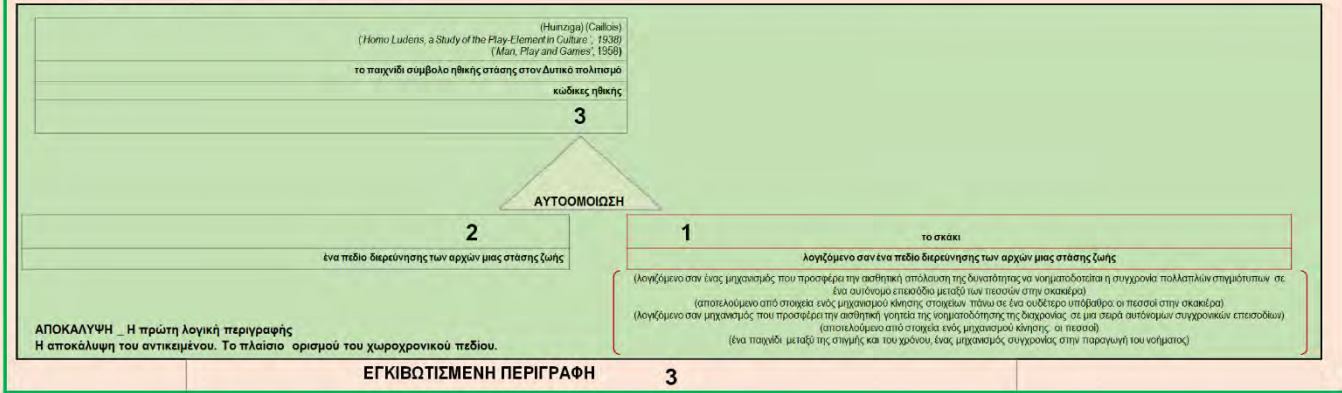 (Huinziga) (Caillois)
('Homo Ludens, a Study of the Play-Element in Culture ', 1938)
('Man, Play and Games', 1958)
το παιχνίδι σύμβολο ηθικής στάσης στον Δυτικό πολιτισμό
κώδικες ηθικής
3
ΑΥΤΟΟΜΟΙΩΣΗ
2
ένα πεδίο διερεύνησης των αρχών μιας στάσης ζωής
1 το σκάκι
λογιζόμενο σαν ένα πεδίο διερεύνησης των αρχών μιας στάσης ζωής
(λογιζόμενο σαν ένας μηχανισμός που προσφέρει την αισθητική απόλαυση της δυνατότητας να νοηματοδοτείται η συγχρονία πολλαπλών στιγμιότυπων σε
ένα αυτόνομο επεισόδιο μεταξύ των πεσσών στην σκακιέρα)
(αποτελούμενο από στοιχεία ενός μηχανισμού κίνησης στοιχείων πάνω σε ένα ουδέτερο υπόβαθρο: οι πεσσοί στην σκακιέρα)
(λογιζόμενο σαν μηχανισμός που προσφέρει την αισθητική γοητεία της νοηματοδότησης της διαχρονίας σε μια σειρά αυτόνομων συγχρονικών επεισοδίων)
(αποτελούμενο από στοιχεία ενός μηχανισμού κίνησης: οι πεσσοί)
(ένα παιχνίδι μεταξύ της στιγμής και του χρόνου, ένας μηχανισμός συγχρονίας στην παραγωγή του νοήματος)
ΑΠΟΚΑΛΥΨΗ _ Η πρώτη λογική περιγραφής
Η αποκάλυψη του αντικειμένου. Το πλαίσιο ορισμού του χωροχρονικού πεδίου.
ΕΓΚΙΒΩΤΙΣΜΕΝΗ ΠΕΡΙΓΡΑΦΗ 3